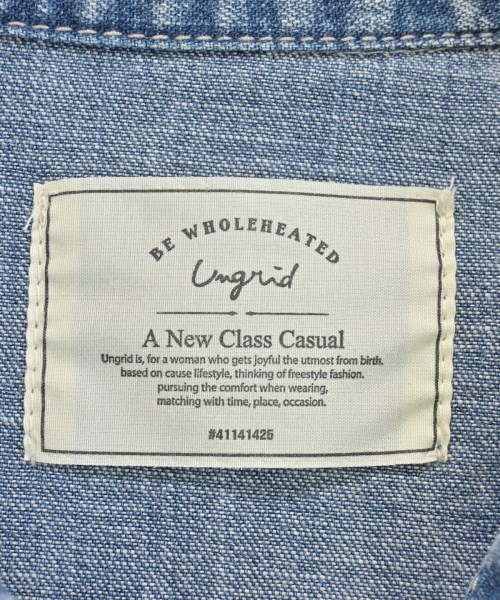 BE WHOLEHEATED
Ungrid
A New Class Casual
Ungrid is, for a woman who gets joyful the utmost from birth.
based on cause lifestyle, thinking of freestyle fashion.
pursuing the comfort when wearing,
matching with time, place, occasion.
#41141425